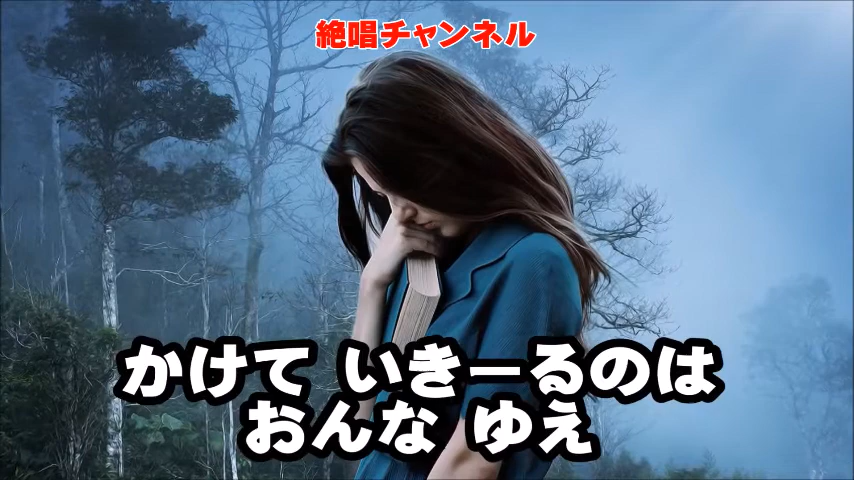 絶唱チャンネル
かけて いきーるのは
おんな ゆえ